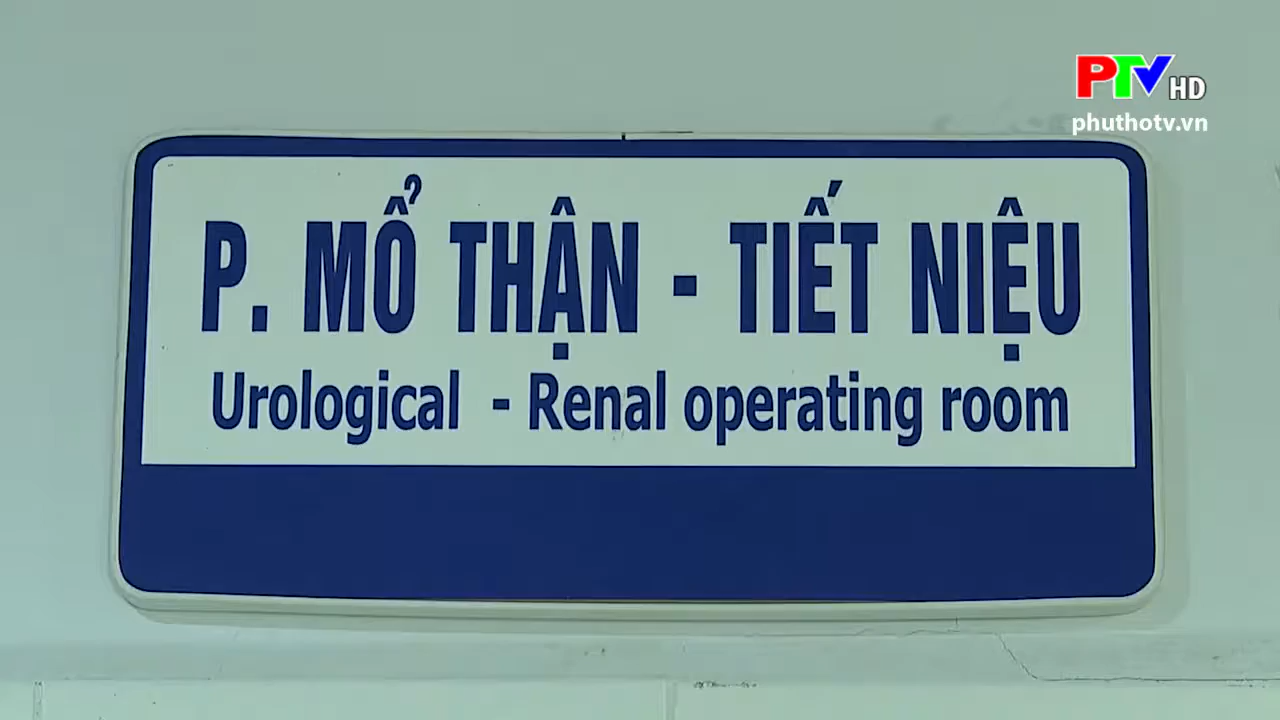 PTV HD
phuthotv.vn
P. MỔ THẬN - TIẾT NIỆU
Urological - Renal operating room